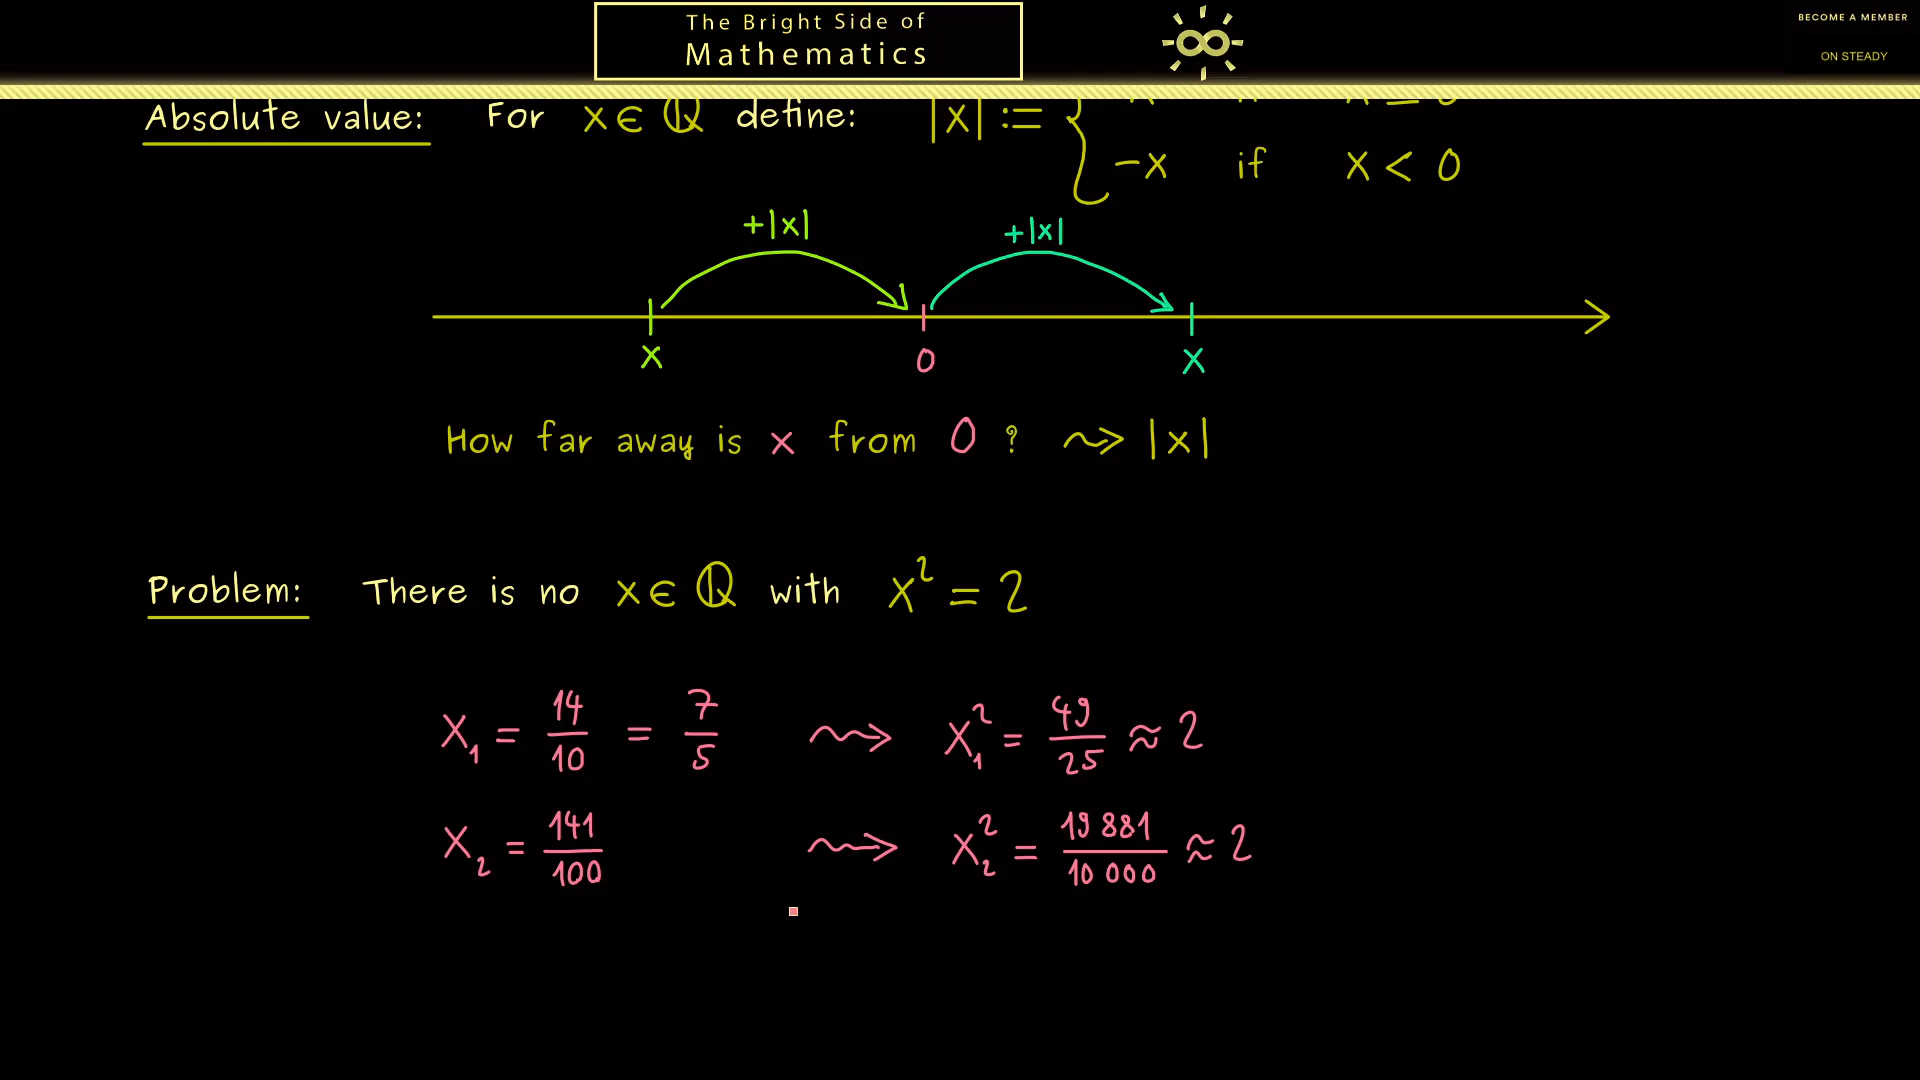 The Bright Side of
Mathematics
BECOME A MEMBER
ON STEADY
Absolute value: For x ∈ ℚ define: |x| := {
-x if x < 0
+|x| +|x|
x 0 x
How far away is x from 0 ? ⇝ |x|
Problem: There is no x ∈ ℚ with x² = 2
x₁ = 14/10 = 7/5 ⇝ x₁² = 49/25 ≈ 2
x₂ = 141/100 ⇝ x₂² = 19 881/10 000 ≈ 2